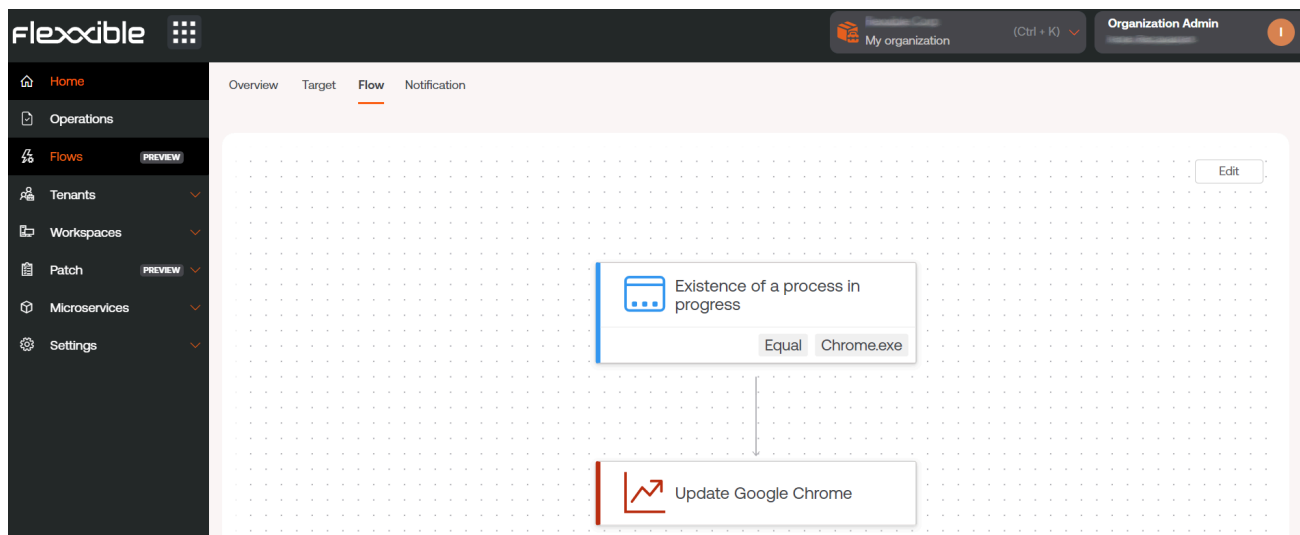 Flexxible
My organization
(Ctrl + K)
Organization Admin
I
Home
Operations
Flows PREVIEW
Tenants
Workspaces
Patch PREVIEW
Microservices
Settings
Overview Target Flow Notification
Edit
Existence of a process in
progress
Equal Chrome.exe
Update Google Chrome